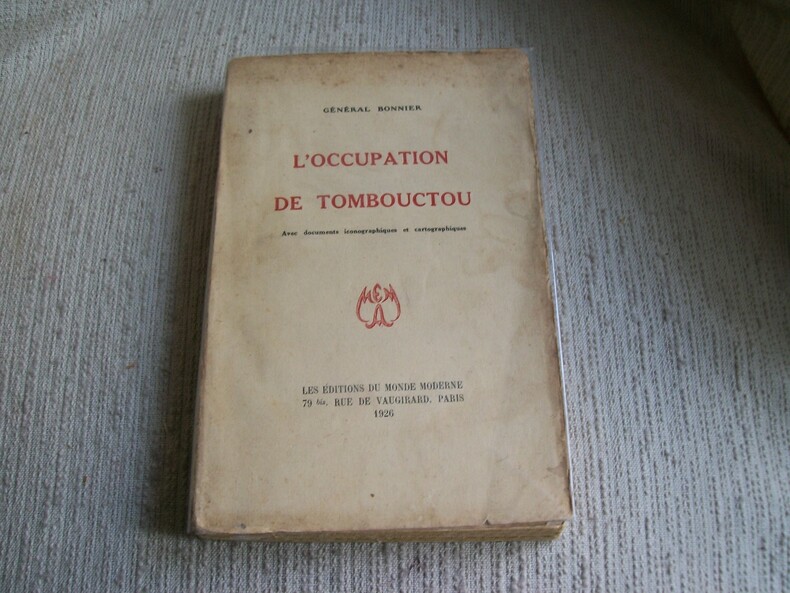 GÉNÉRAL BONNIER
L'OCCUPATION
DE TOMBOUCTOU
Avec documents iconographiques et cartographiques
LES ÉDITIONS DU MONDE MODERNE
79 bis, RUE DE VAUGIRARD, PARIS
1926